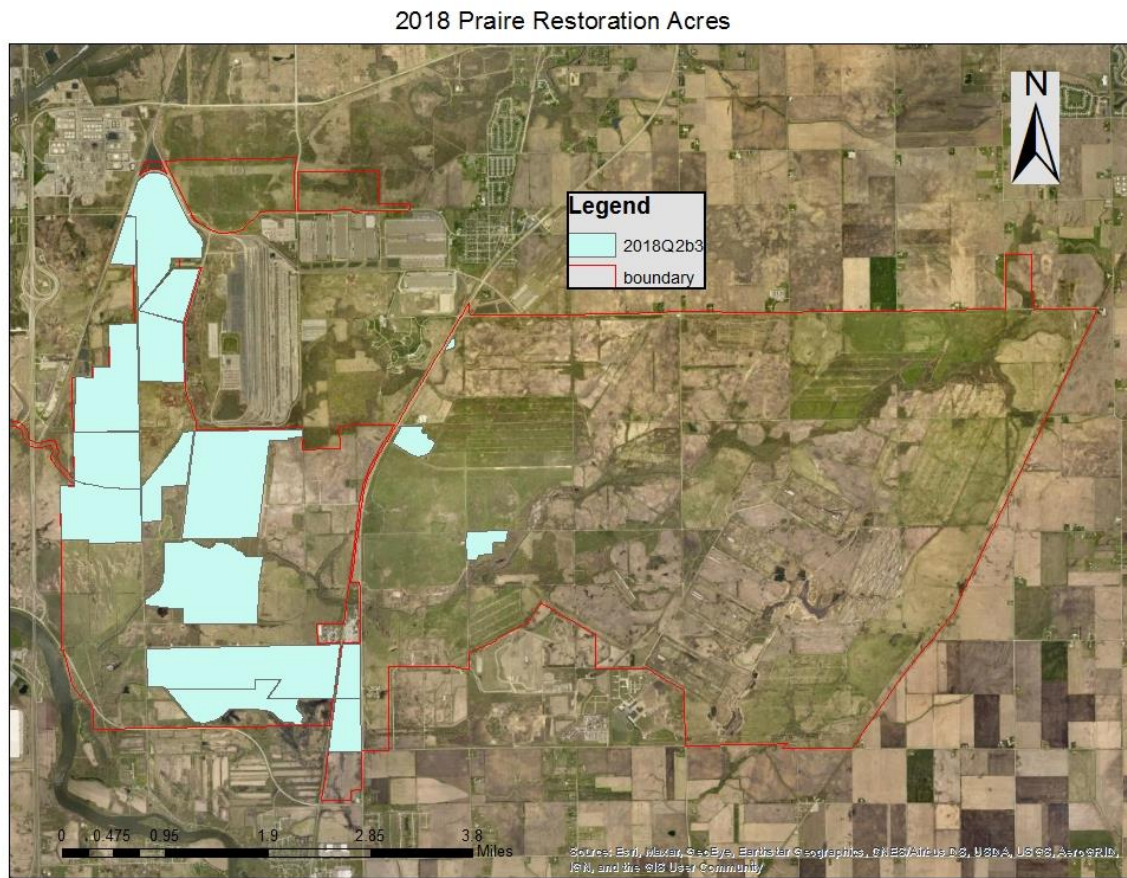 2018 Praire Restoration Acres
N
Legend
2018Q2b3
boundary
0 0.475 0.95 1.9 2.85 3.8
Miles
Source: Esri, Maxar, GeoEye, Earthstar Geographics, CNES/Airbus DS, USDA, USGS, AeroGRID,
IGN, and the GIS User Community